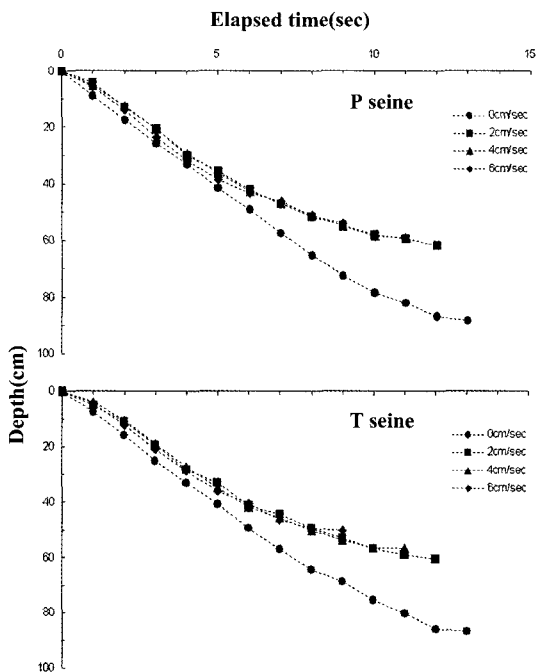 Elapsed time(sec)
0 5 10 15
0
20
40
60
80
100
P seine
0cm/sec
2cm/sec
4cm/sec
6cm/sec
Depth(cm)
0
20
40
60
80
100
T seine
0cm/sec
2cm/sec
4cm/sec
6cm/sec